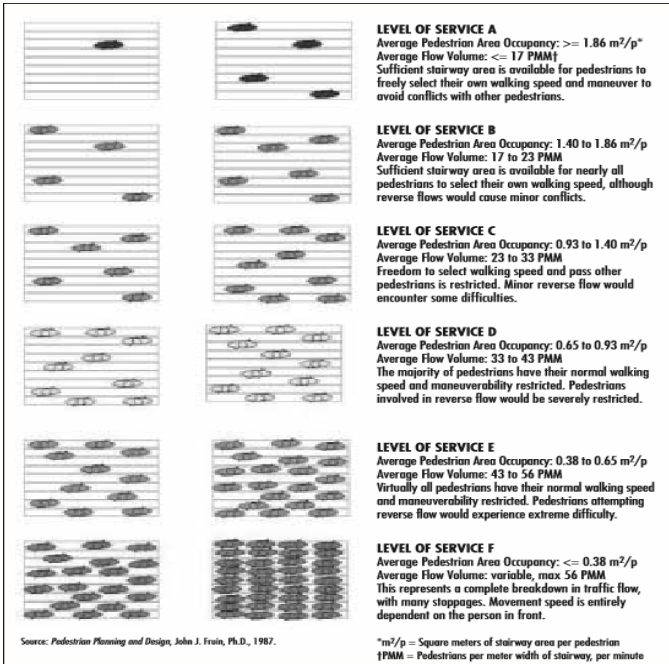 LEVEL OF SERVICE A
Average Pedestrian Area Occupancy: >= 1.86 m²/p*
Average Flow Volume: <= 17 PMM†
Sufficient stairway area is available for pedestrians to
freely select their own walking speed and maneuver to
avoid conflicts with other pedestrians.
LEVEL OF SERVICE B
Average Pedestrian Area Occupancy: 1.40 to 1.86 m²/p
Average Flow Volume: 17 to 23 PMM
Sufficient stairway area is available for nearly all
pedestrians to select their own walking speed, although
reverse flows would cause minor conflicts.
LEVEL OF SERVICE C
Average Pedestrian Area Occupancy: 0.93 to 1.40 m²/p
Average Flow Volume: 23 to 33 PMM
Freedom to select walking speed and pass other
pedestrians is restricted. Minor reverse flow would
encounter some difficulties.
LEVEL OF SERVICE D
Average Pedestrian Area Occupancy: 0.65 to 0.93 m²/p
Average Flow Volume: 33 to 43 PMM
The majority of pedestrians have their normal walking
speed and maneuverability restricted. Pedestrians
involved in reverse flow would be severely restricted.
LEVEL OF SERVICE E
Average Pedestrian Area Occupancy: 0.38 to 0.65 m²/p
Average Flow Volume: 43 to 56 PMM
Virtually all pedestrians have their normal walking speed
and maneuverability restricted. Pedestrians attempting
reverse flow would experience extreme difficulty.
LEVEL OF SERVICE F
Average Pedestrian Area Occupancy: <= 0.38 m²/p
Average Flow Volume: variable, max 56 PMM
This represents a complete breakdown in traffic flow,
with many stoppages. Movement speed is entirely
dependent on the person in front.
Source: Pedestrian Planning and Design, John J. Fruin, Ph.D., 1987.
*m²/p = Square meters of stairway area per pedestrian
†PMM = Pedestrians per meter width of stairway, per minute